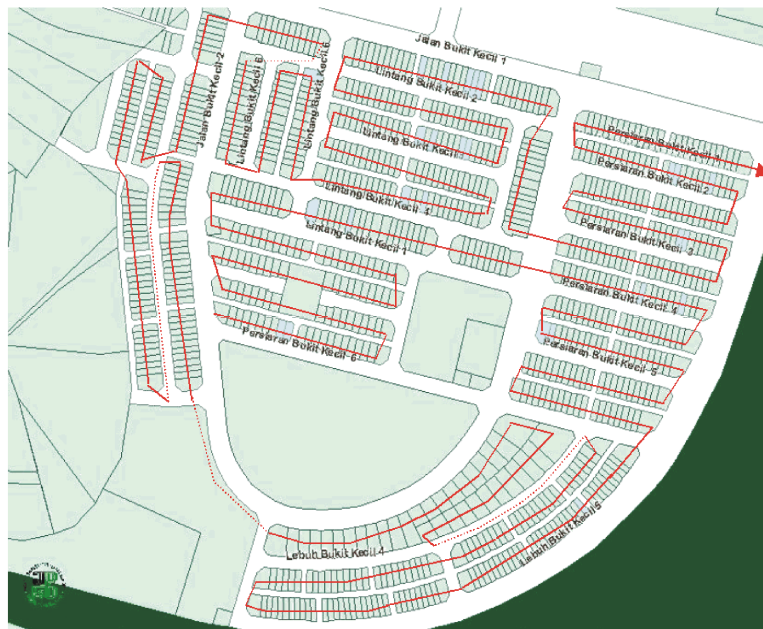 Jalan Bukit Kecil 1
Jalan Bukit Kecil 2
Lintang Bukit Kecil 6
Lintang Bukit Kecil 5
Lintang Bukit Kecil 2
Lintang Bukit Kecil
Lintang Bukit Kecil
Lintang Bukit Kecil 1
Persiaran Bukit Kecil 1
Persiaran Bukit Kecil 2
Persiaran Bukit Kecil 3
Persiaran Bukit Kecil 4
Persiaran Bukit Kecil 5
Persiaran Bukit Kecil 6
Lebuh Bukit Kecil 4
Lebuh Bukit Kecil 5